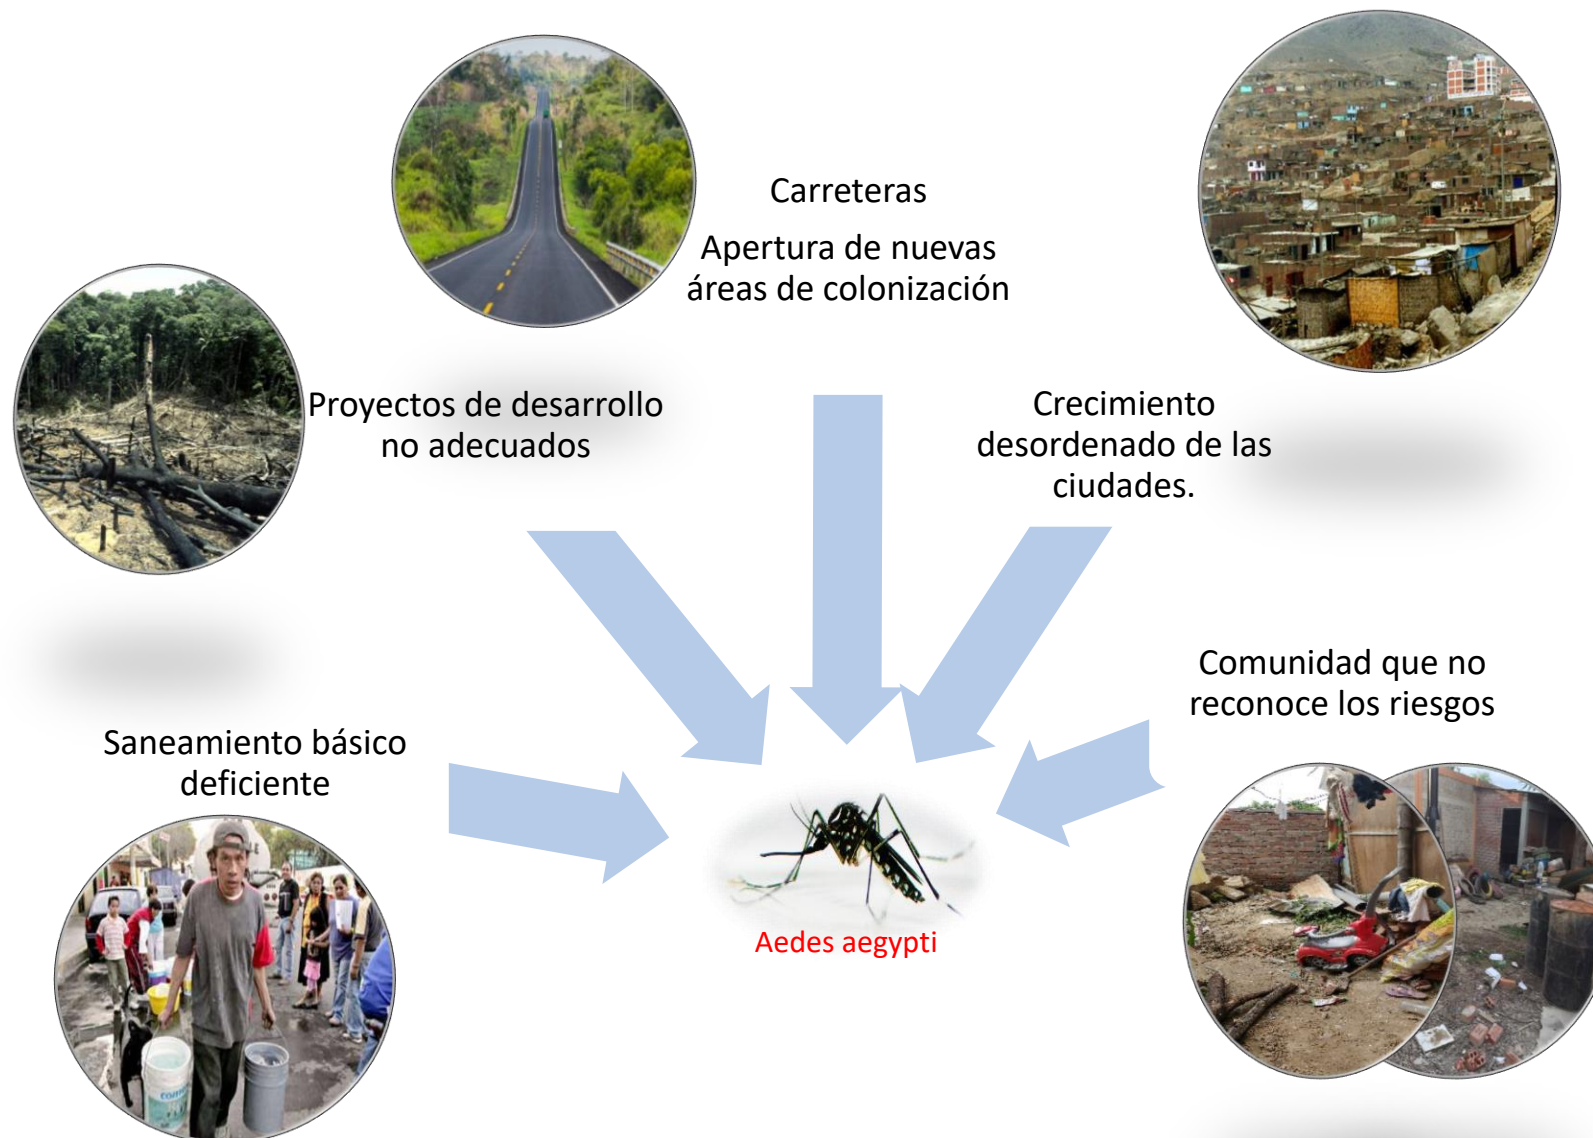 Carreteras
Apertura de nuevas
áreas de colonización
Proyectos de desarrollo
no adecuados
Crecimiento
desordenado de las
ciudades.
Comunidad que no
reconoce los riesgos
Saneamiento básico
deficiente
Aedes aegypti